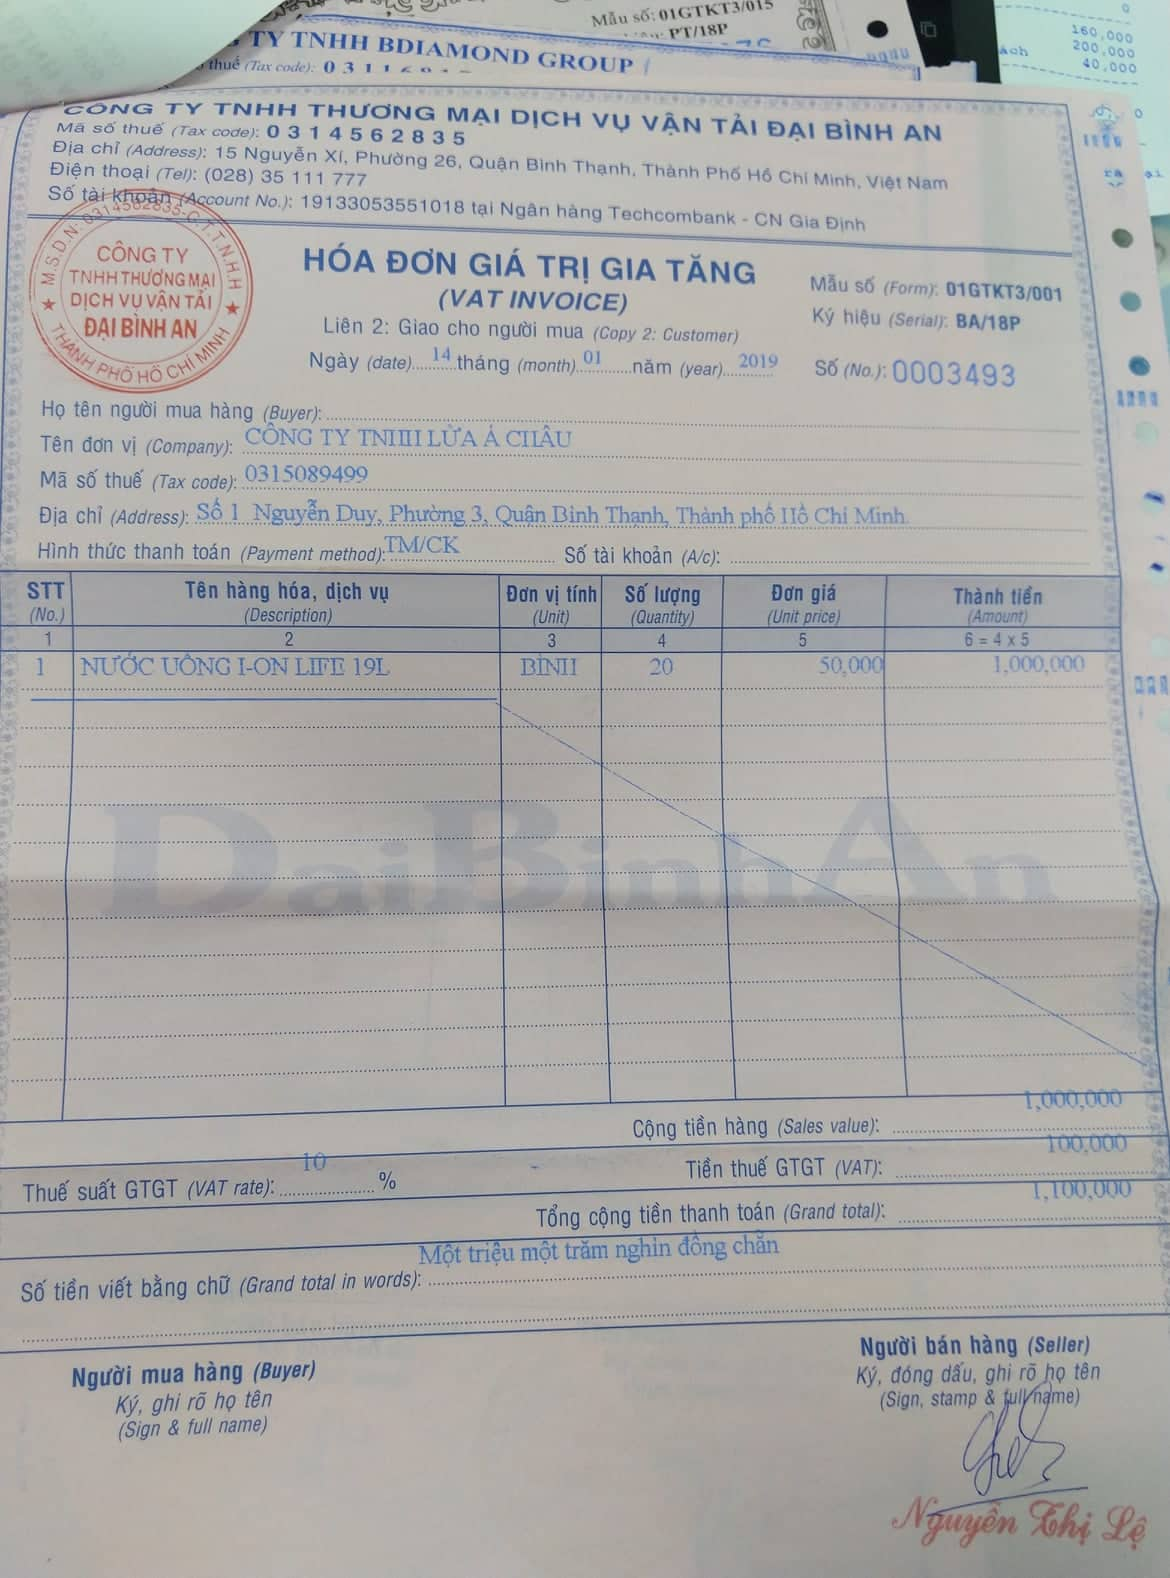 Mẫu số: 01GTKT3/015
PT/18P
TY TNHH BDIAMOND GROUP
thuế (Tax code): 0311
160,000
200,000
ách
40,000
CÔNG TY TNHH THƯƠNG MẠI DỊCH VỤ VẬN TẢI ĐẠI BÌNH AN
Mã số thuế (Tax code): 0 3 1 4 5 6 2 8 3 5
Địa chỉ (Address): 15 Nguyễn Xí, Phường 26, Quận Bình Thạnh, Thành Phố Hồ Chí Minh, Việt Nam
Điện thoại (Tel): (028) 35 111 777
Số tài khoản (Account No.): 19133053551018 tại Ngân hàng Techcombank - CN Gia Định
M.S.D.N: 0314562835-C.T.T.N.H.H
CÔNG TY
TNHH THƯƠNG MẠI
DỊCH VỤ VẬN TẢI
ĐẠI BÌNH AN
THÀNH PHỐ HỒ CHÍ MINH
HÓA ĐƠN GIÁ TRỊ GIA TĂNG
(VAT INVOICE)
Liên 2: Giao cho người mua (Copy 2: Customer)
Ngày (date) 14 tháng (month) 01 năm (year) 2019
Mẫu số (Form): 01GTKT3/001
Ký hiệu (Serial): BA/18P
Số (No.): 0003493
Họ tên người mua hàng (Buyer):
Tên đơn vị (Company): CÔNG TY TNHH LỬA Á CHÂU
Mã số thuế (Tax code): 0315089499
Địa chỉ (Address): Số 1 Nguyễn Duy, Phường 3, Quận Bình Thạnh, Thành phố Hồ Chí Minh.
Hình thức thanh toán (Payment method): TM/CK Số tài khoản (A/c):
STT Tên hàng hóa, dịch vụ Đơn vị tính Số lượng Đơn giá Thành tiền
(No.) (Description) (Unit) (Quantity) (Unit price) (Amount)
1 2 3 4 5 6 = 4 x 5
1 NƯỚC UỐNG I-ON LIFE 19L BÌNH 20 50,000 1,000,000
DaiBinhAn
Cộng tiền hàng (Sales value): 1,000,000
Thuế suất GTGT (VAT rate): 10 % Tiền thuế GTGT (VAT): 100,000
Tổng cộng tiền thanh toán (Grand total): 1,100,000
Số tiền viết bằng chữ (Grand total in words): Một triệu một trăm nghìn đồng chẵn
Người mua hàng (Buyer)
Ký, ghi rõ họ tên
(Sign & full name)
Người bán hàng (Seller)
Ký, đóng dấu, ghi rõ họ tên
(Sign, stamp & full name)
Nguyễn Thị Lệ